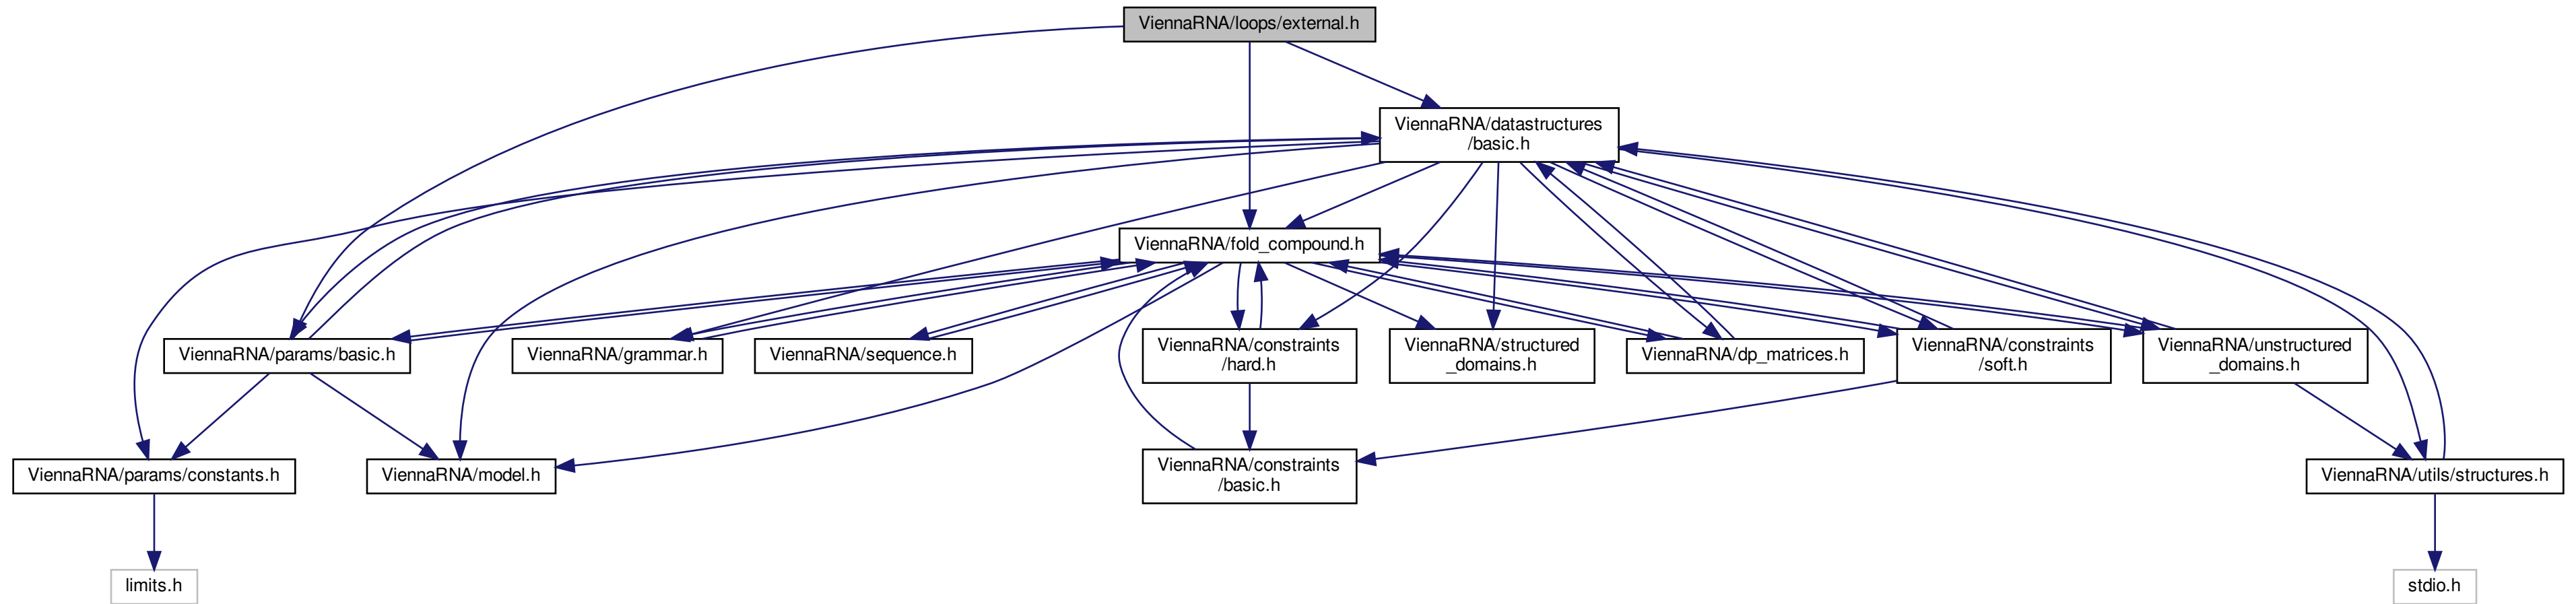 ViennaRNA/loops/external.h
ViennaRNA/datastructures
/basic.h
ViennaRNA/fold_compound.h
ViennaRNA/params/basic.h
ViennaRNA/grammar.h
ViennaRNA/sequence.h
ViennaRNA/constraints
/hard.h
ViennaRNA/structured
_domains.h
ViennaRNA/dp_matrices.h
ViennaRNA/constraints
/soft.h
ViennaRNA/unstructured
_domains.h
ViennaRNA/params/constants.h
ViennaRNA/model.h
ViennaRNA/constraints
/basic.h
ViennaRNA/utils/structures.h
limits.h
stdio.h